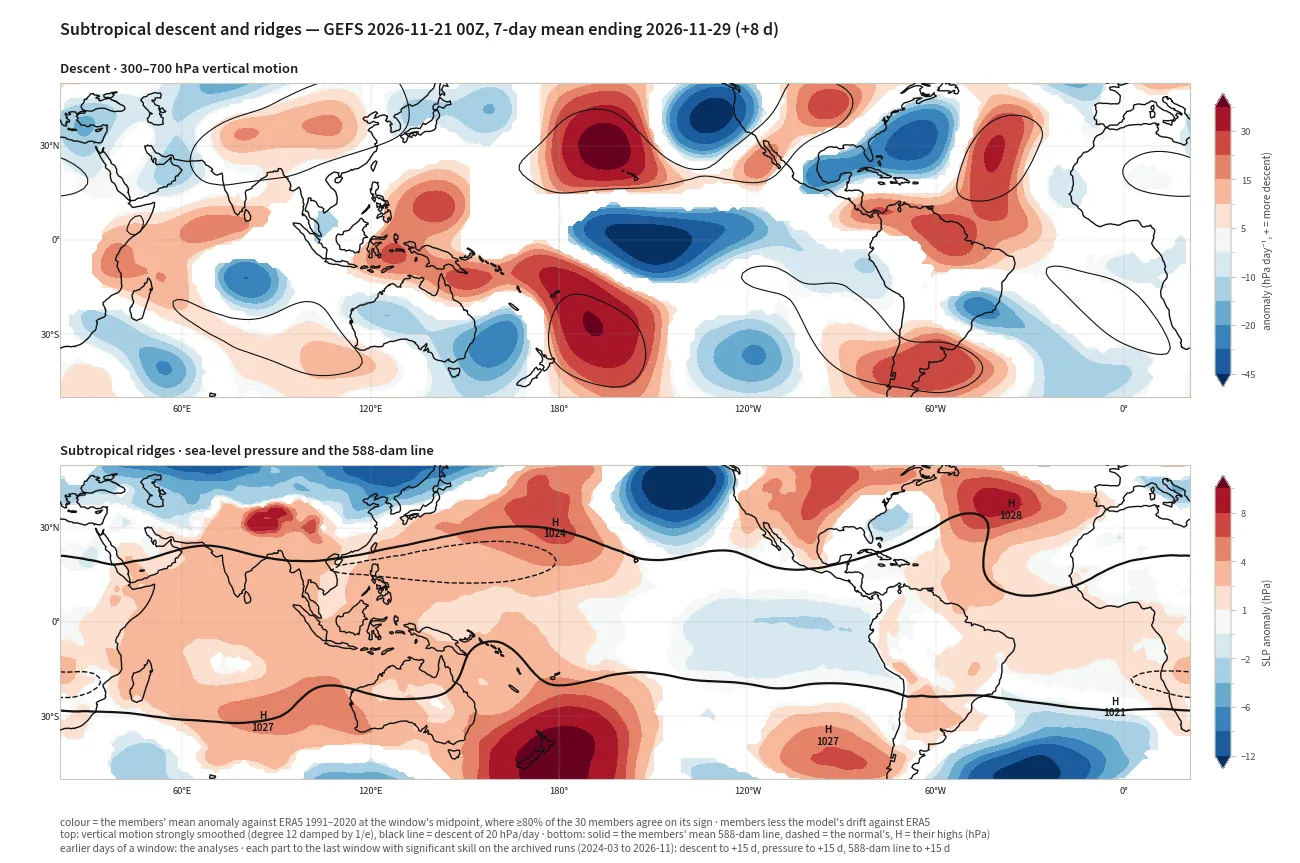 Subtropical descent and ridges — GEFS 2026-11-21 00Z, 7-day mean ending 2026-11-29 (+8 d)
Descent · 300–700 hPa vertical motion
30°N
0°
30°S
60°E
120°E
180°
120°W
60°W
0°
30
15
5
−10
−20
−45
anomaly (hPa day⁻¹, + = more descent)
Subtropical ridges · sea-level pressure and the 588-dam line
30°N
0°
30°S
H
1024
H
1028
H
1027
H
1027
H
1021
60°E
120°E
180°
120°W
60°W
0°
8
4
1
−2
−6
−12
SLP anomaly (hPa)
colour = the members' mean anomaly against ERA5 1991–2020 at the window's midpoint, where ≥80% of the 30 members agree on its sign · members less the model's drift against ERA5
top: vertical motion strongly smoothed (degree 12 damped by 1/e), black line = descent of 20 hPa/day · bottom: solid = the members' mean 588-dam line, dashed = the normal's, H = their highs (hPa)
earlier days of a window: the analyses · each part to the last window with significant skill on the archived runs (2024-03 to 2026-11): descent to +15 d, pressure to +15 d, 588-dam line to +15 d